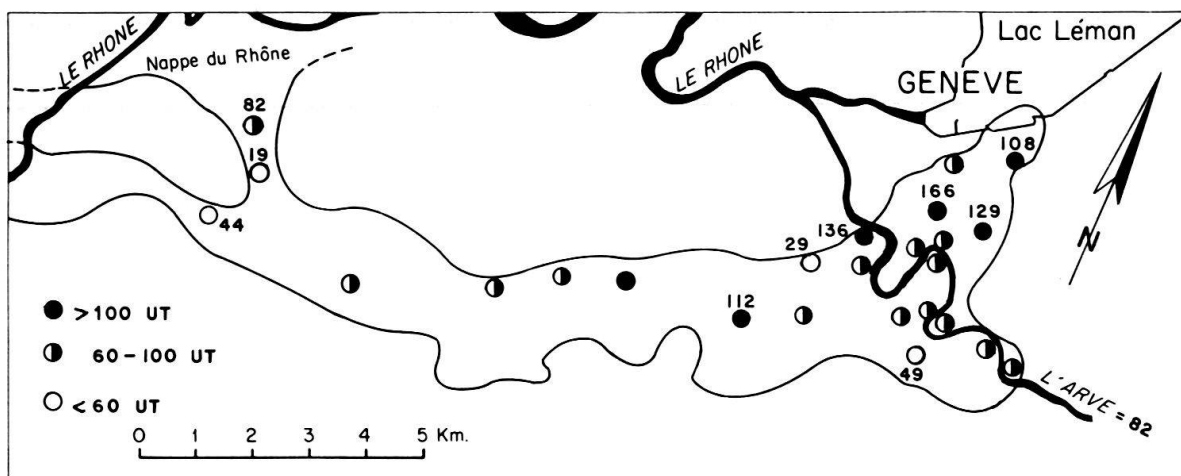 LE RHONE
Nappe du Rhône
LE RHONE
Lac Léman
GENEVE
82
19
44
108
166
129
136
29
112
49
N
L'ARVE = 82
>100 UT
60-100 UT
<60 UT
0 1 2 3 4 5 Km.